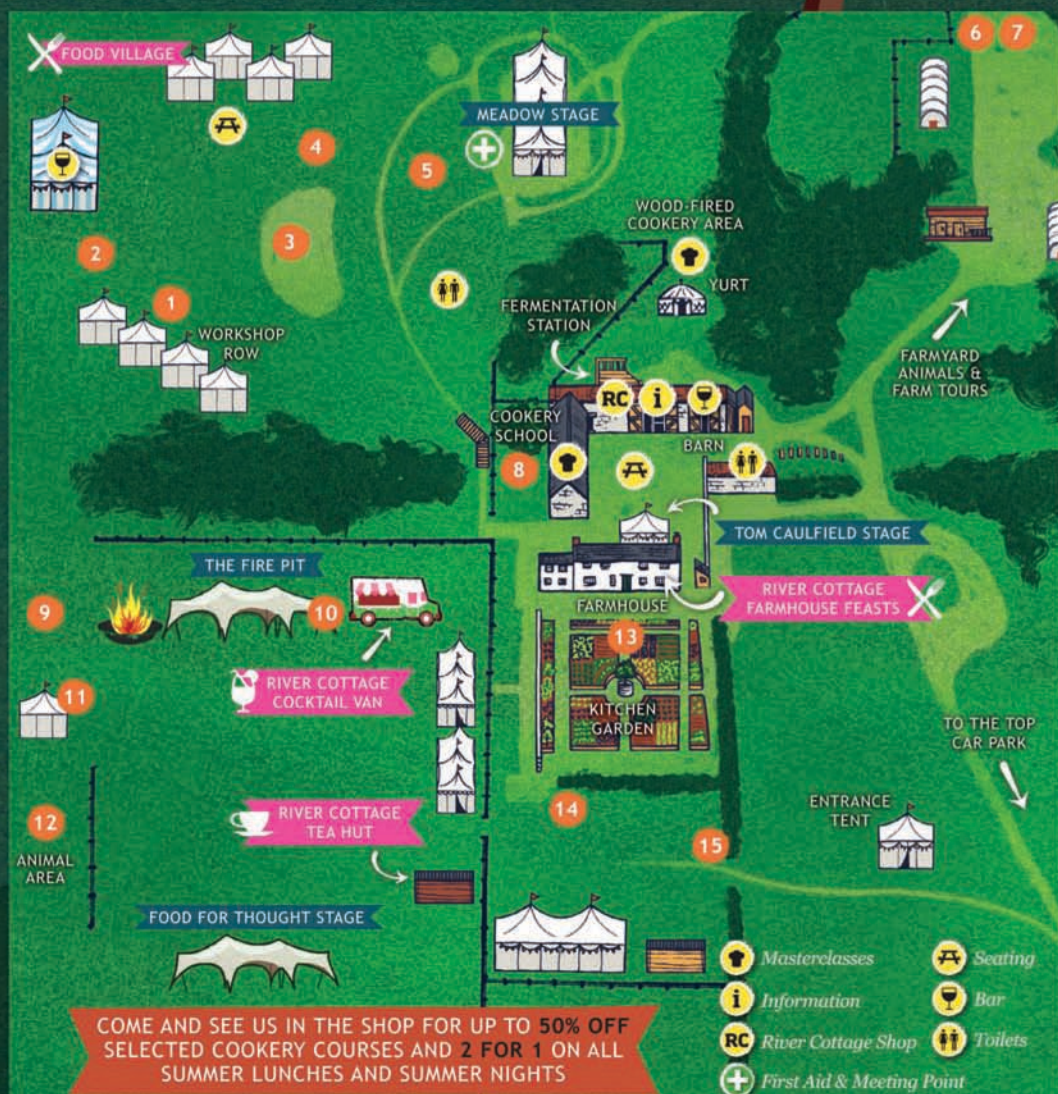 FOOD VILLAGE
6
7
MEADOW STAGE
4
5
WOOD-FIRED
COOKERY AREA
2
3
YURT
1
FERMENTATION
STATION
WORKSHOP
ROW
FARMYARD
ANIMALS &
FARM TOURS
RC
i
COOKERY
SCHOOL
BARN
8
TOM CAULFIELD STAGE
THE FIRE PIT
9
10
RIVER COTTAGE
FARMHOUSE FEASTS
FARMHOUSE
13
11
RIVER COTTAGE
COCKTAIL VAN
KITCHEN
GARDEN
TO THE TOP
CAR PARK
12
RIVER COTTAGE
TEA HUT
14
ENTRANCE
TENT
15
ANIMAL
AREA
FOOD FOR THOUGHT STAGE
Masterclasses
Seating
i Information
Bar
RC River Cottage Shop
Toilets
First Aid & Meeting Point
COME AND SEE US IN THE SHOP FOR UP TO 50% OFF
SELECTED COOKERY COURSES AND 2 FOR 1 ON ALL
SUMMER LUNCHES AND SUMMER NIGHTS